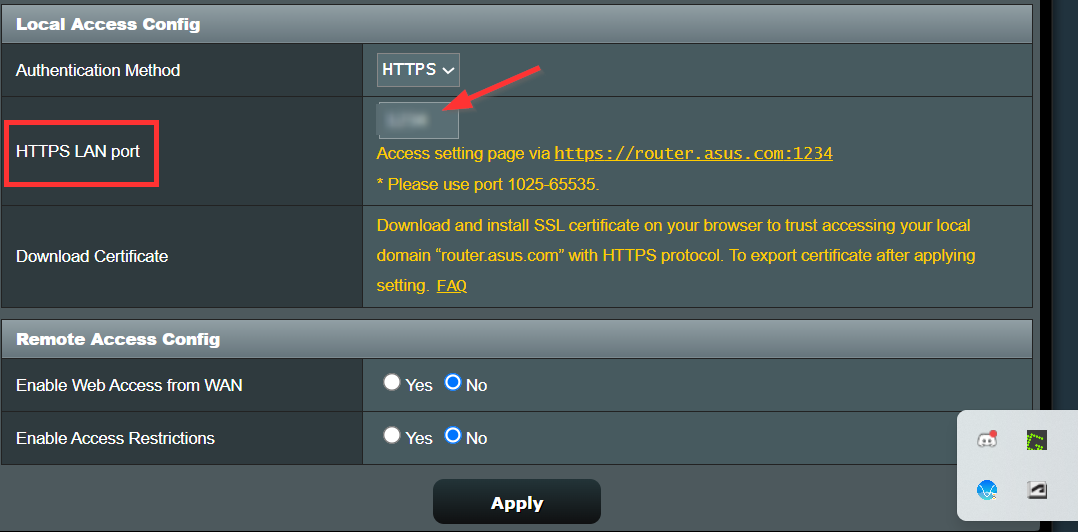 Local Access Config
Authentication Method
HTTPS
HTTPS LAN port
Access setting page via https://router.asus.com:1234
* Please use port 1025-65535.
Download Certificate
Download and install SSL certificate on your browser to trust accessing your local
domain “router.asus.com” with HTTPS protocol. To export certificate after applying
setting. FAQ
Remote Access Config
Enable Web Access from WAN
Yes No
Enable Access Restrictions
Yes No
Apply